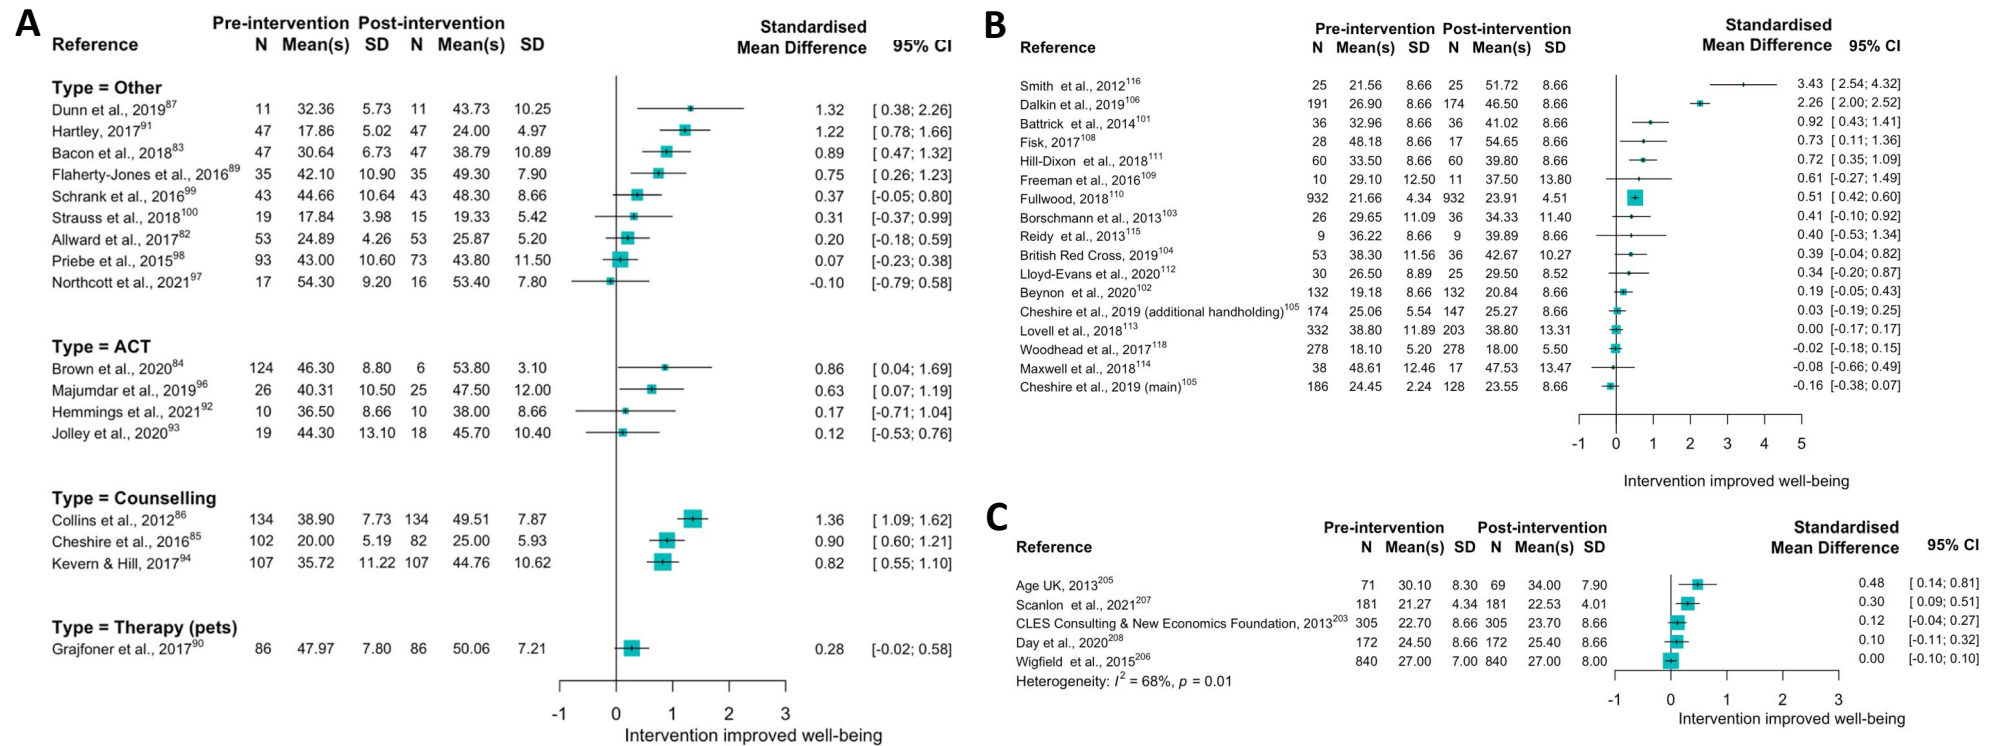 A
Pre-intervention Post-intervention Standardised
Reference N Mean(s) SD N Mean(s) SD Mean Difference 95% CI
Type = Other
Dunn et al., 201987 11 32.36 5.73 11 43.73 10.25 1.32 [ 0.38; 2.26]
Hartley, 201791 47 17.86 5.02 47 24.00 4.97 1.22 [ 0.78; 1.66]
Bacon et al., 201883 47 30.64 6.73 47 38.79 10.89 0.89 [ 0.47; 1.32]
Flaherty-Jones et al., 201689 35 42.10 10.90 35 49.30 7.90 0.75 [ 0.26; 1.23]
Schrank et al., 201699 43 44.66 10.64 43 48.30 8.66 0.37 [-0.05; 0.80]
Strauss et al., 2018100 19 17.84 3.98 15 19.33 5.42 0.31 [-0.37; 0.99]
Allward et al., 201782 53 24.89 4.26 53 25.87 5.20 0.20 [-0.18; 0.59]
Priebe et al., 201598 93 43.00 10.60 73 43.80 11.50 0.07 [-0.23; 0.38]
Northcott et al., 202197 17 54.30 9.20 16 53.40 7.80 -0.10 [-0.79; 0.58]
Type = ACT
Brown et al., 202084 124 46.30 8.80 6 53.80 3.10 0.86 [ 0.04; 1.69]
Majumdar et al., 201996 26 40.31 10.50 25 47.50 12.00 0.63 [ 0.07; 1.19]
Hemmings et al., 202192 10 36.50 8.66 10 38.00 8.66 0.17 [-0.71; 1.04]
Jolley et al., 202093 19 44.30 13.10 18 45.70 10.40 0.12 [-0.53; 0.76]
Type = Counselling
Collins et al., 201286 134 38.90 7.73 134 49.51 7.87 1.36 [ 1.09; 1.62]
Cheshire et al., 201685 102 20.00 5.19 82 25.00 5.93 0.90 [ 0.60; 1.21]
Kevern & Hill, 201794 107 35.72 11.22 107 44.76 10.62 0.82 [ 0.55; 1.10]
Type = Therapy (pets)
Grajfoner et al., 201790 86 47.97 7.80 86 50.06 7.21 0.28 [-0.02; 0.58]
-1 0 1 2 3
Intervention improved well-being
B
Pre-intervention Post-intervention Standardised
Reference N Mean(s) SD N Mean(s) SD Mean Difference 95% CI
Smith et al., 2012116 25 21.56 8.66 25 51.72 8.66 3.43 [2.54; 4.32]
Dalkin et al., 2019106 191 26.90 8.66 174 46.50 8.66 2.26 [2.00; 2.52]
Battrick et al., 2014101 36 32.96 8.66 36 41.02 8.66 0.92 [ 0.43; 1.41]
Fisk, 2017108 28 48.18 8.66 17 54.65 8.66 0.73 [ 0.11; 1.36]
Hill-Dixon et al., 2018111 60 33.50 8.66 60 39.80 8.66 0.72 [ 0.35; 1.09]
Freeman et al., 2016109 10 29.10 12.50 11 37.50 13.80 0.61 [-0.27; 1.49]
Fullwood, 2018110 932 21.66 4.34 932 23.91 4.51 0.51 [ 0.42; 0.60]
Borschmann et al., 2013103 26 29.65 11.09 36 34.33 11.40 0.41 [-0.10; 0.92]
Reidy et al., 2013115 9 36.22 8.66 9 39.89 8.66 0.40 [-0.53; 1.34]
British Red Cross, 2019104 53 38.30 11.56 36 42.67 10.27 0.39 [-0.04; 0.82]
Lloyd-Evans et al., 2020112 30 26.50 8.89 25 29.50 8.52 0.34 [-0.20; 0.87]
Beynon et al., 2020102 132 19.18 8.66 132 20.84 8.66 0.19 [-0.05; 0.43]
Cheshire et al., 2019 (additional handholding)105 174 25.06 5.54 147 25.27 8.66 0.03 [-0.19; 0.25]
Lovell et al., 2018113 332 38.80 11.89 203 38.80 13.31 0.00 [-0.17; 0.17]
Woodhead et al., 2017118 278 18.10 5.20 278 18.00 5.50 -0.02 [-0.18; 0.15]
Maxwell et al., 2018114 38 48.61 12.46 17 47.53 13.47 -0.08 [-0.66; 0.49]
Cheshire et al., 2019 (main)105 186 24.45 2.24 128 23.55 8.66 -0.16 [-0.38; 0.07]
-1 0 1 2 3 4 5
Intervention improved well-being
C
Pre-intervention Post-intervention Standardised
Reference N Mean(s) SD N Mean(s) SD Mean Difference 95% CI
Age UK, 2013205 71 30.10 8.30 69 34.00 7.90 0.48 [ 0.14; 0.81]
Scanlon et al., 2021207 181 21.27 4.34 181 22.53 4.01 0.30 [ 0.09; 0.51]
CLES Consulting & New Economics Foundation, 2013203 305 22.70 8.66 305 23.70 8.66 0.12 [-0.04; 0.27]
Day et al., 2020208 172 24.50 8.66 172 25.40 8.66 0.10 [-0.11; 0.32]
Wigfield et al., 2015206 840 27.00 7.00 840 27.00 8.00 0.00 [-0.10; 0.10]
Heterogeneity: I2 = 68%, p = 0.01
-1 0 1 2 3
Intervention improved well-being